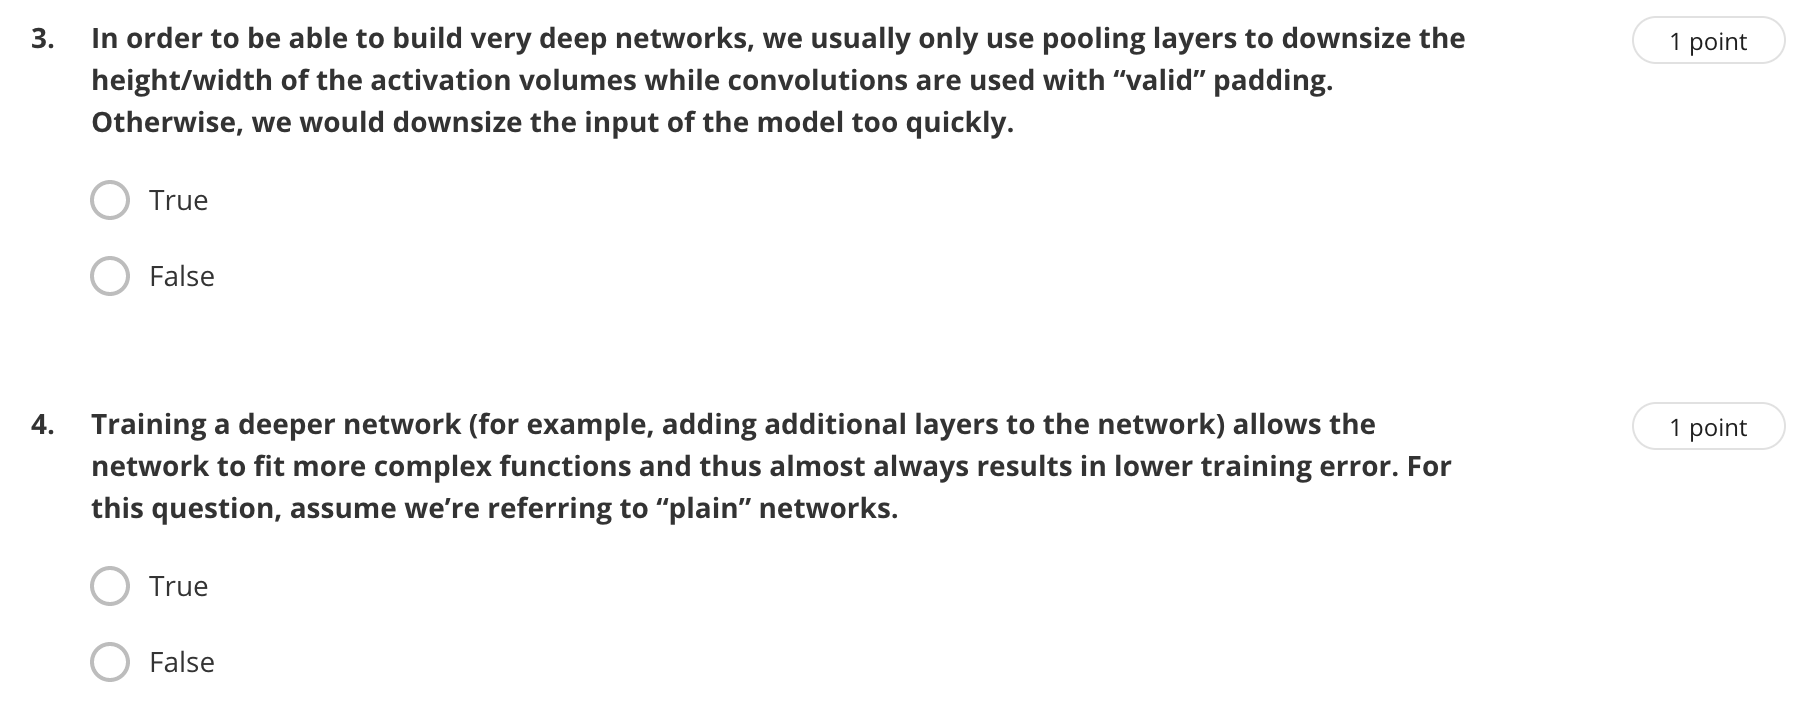 3. In order to be able to build very deep networks, we usually only use pooling layers to downsize the 1 point
height/width of the activation volumes while convolutions are used with “valid” padding.
Otherwise, we would downsize the input of the model too quickly.
True
False
4. Training a deeper network (for example, adding additional layers to the network) allows the 1 point
network to fit more complex functions and thus almost always results in lower training error. For
this question, assume we’re referring to “plain” networks.
True
False